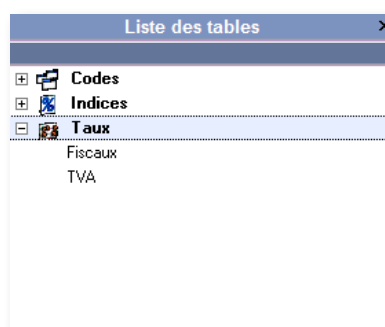 Liste des tables
Codes
Indices
Taux
Fiscaux
TVA